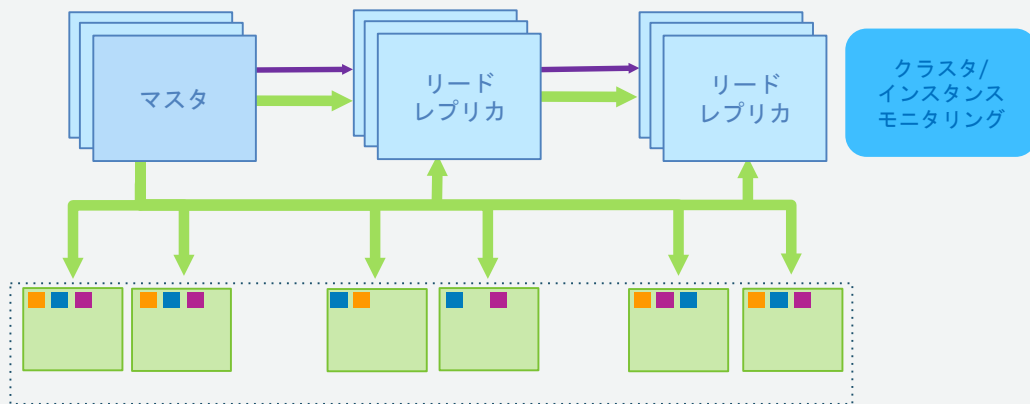 マスタ
リード
レプリカ
リード
レプリカ
クラスタ/
インスタンス
モニタリング